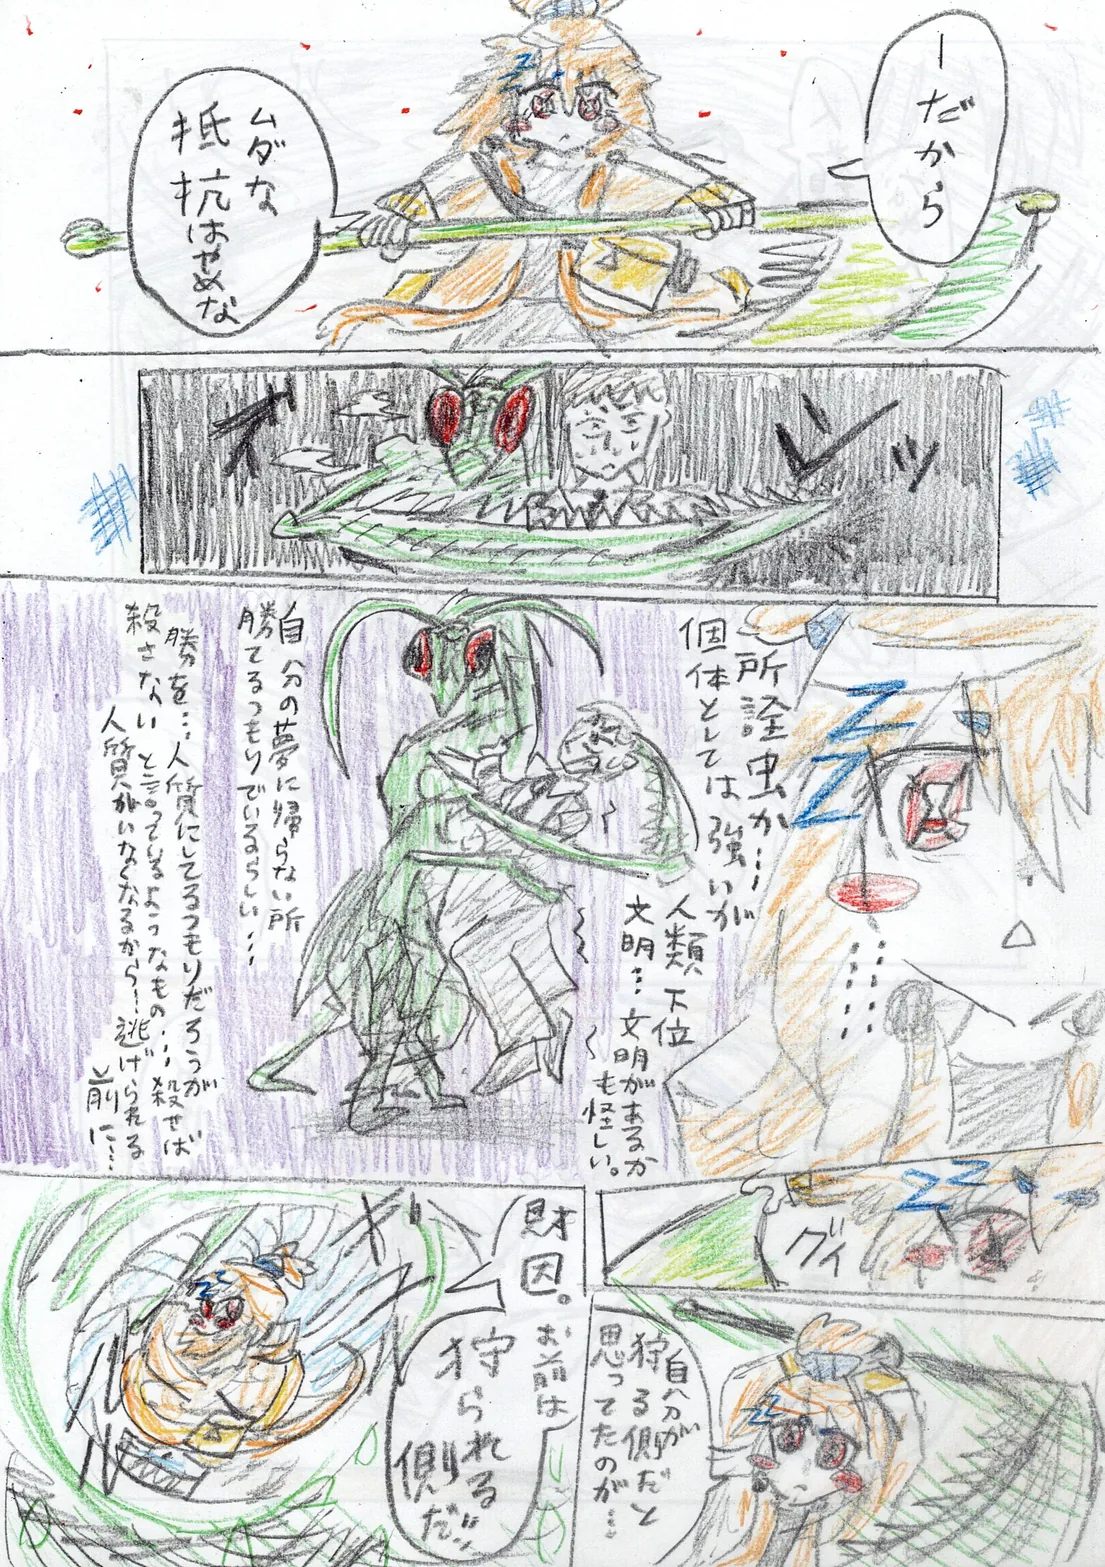 ーだから
ムダな
抵抗はやめな
ズ
バッ
所詮虫か…
個体としては強いが
人類下位
文明…文明がまるか
〜も怪しい。
自分の夢に帰らない所
勝てるつもりでいるらしい…
勝分を…人質にしてるつもりだろうが
殺さないと言っているようなもの…殺せば
人質がいなくなるから…逃げられる
前に…
ZZ
グイ
ZZ
自分が
狩る側だと
思ってたのが…
敗因。
お前は
狩られる
側だ…